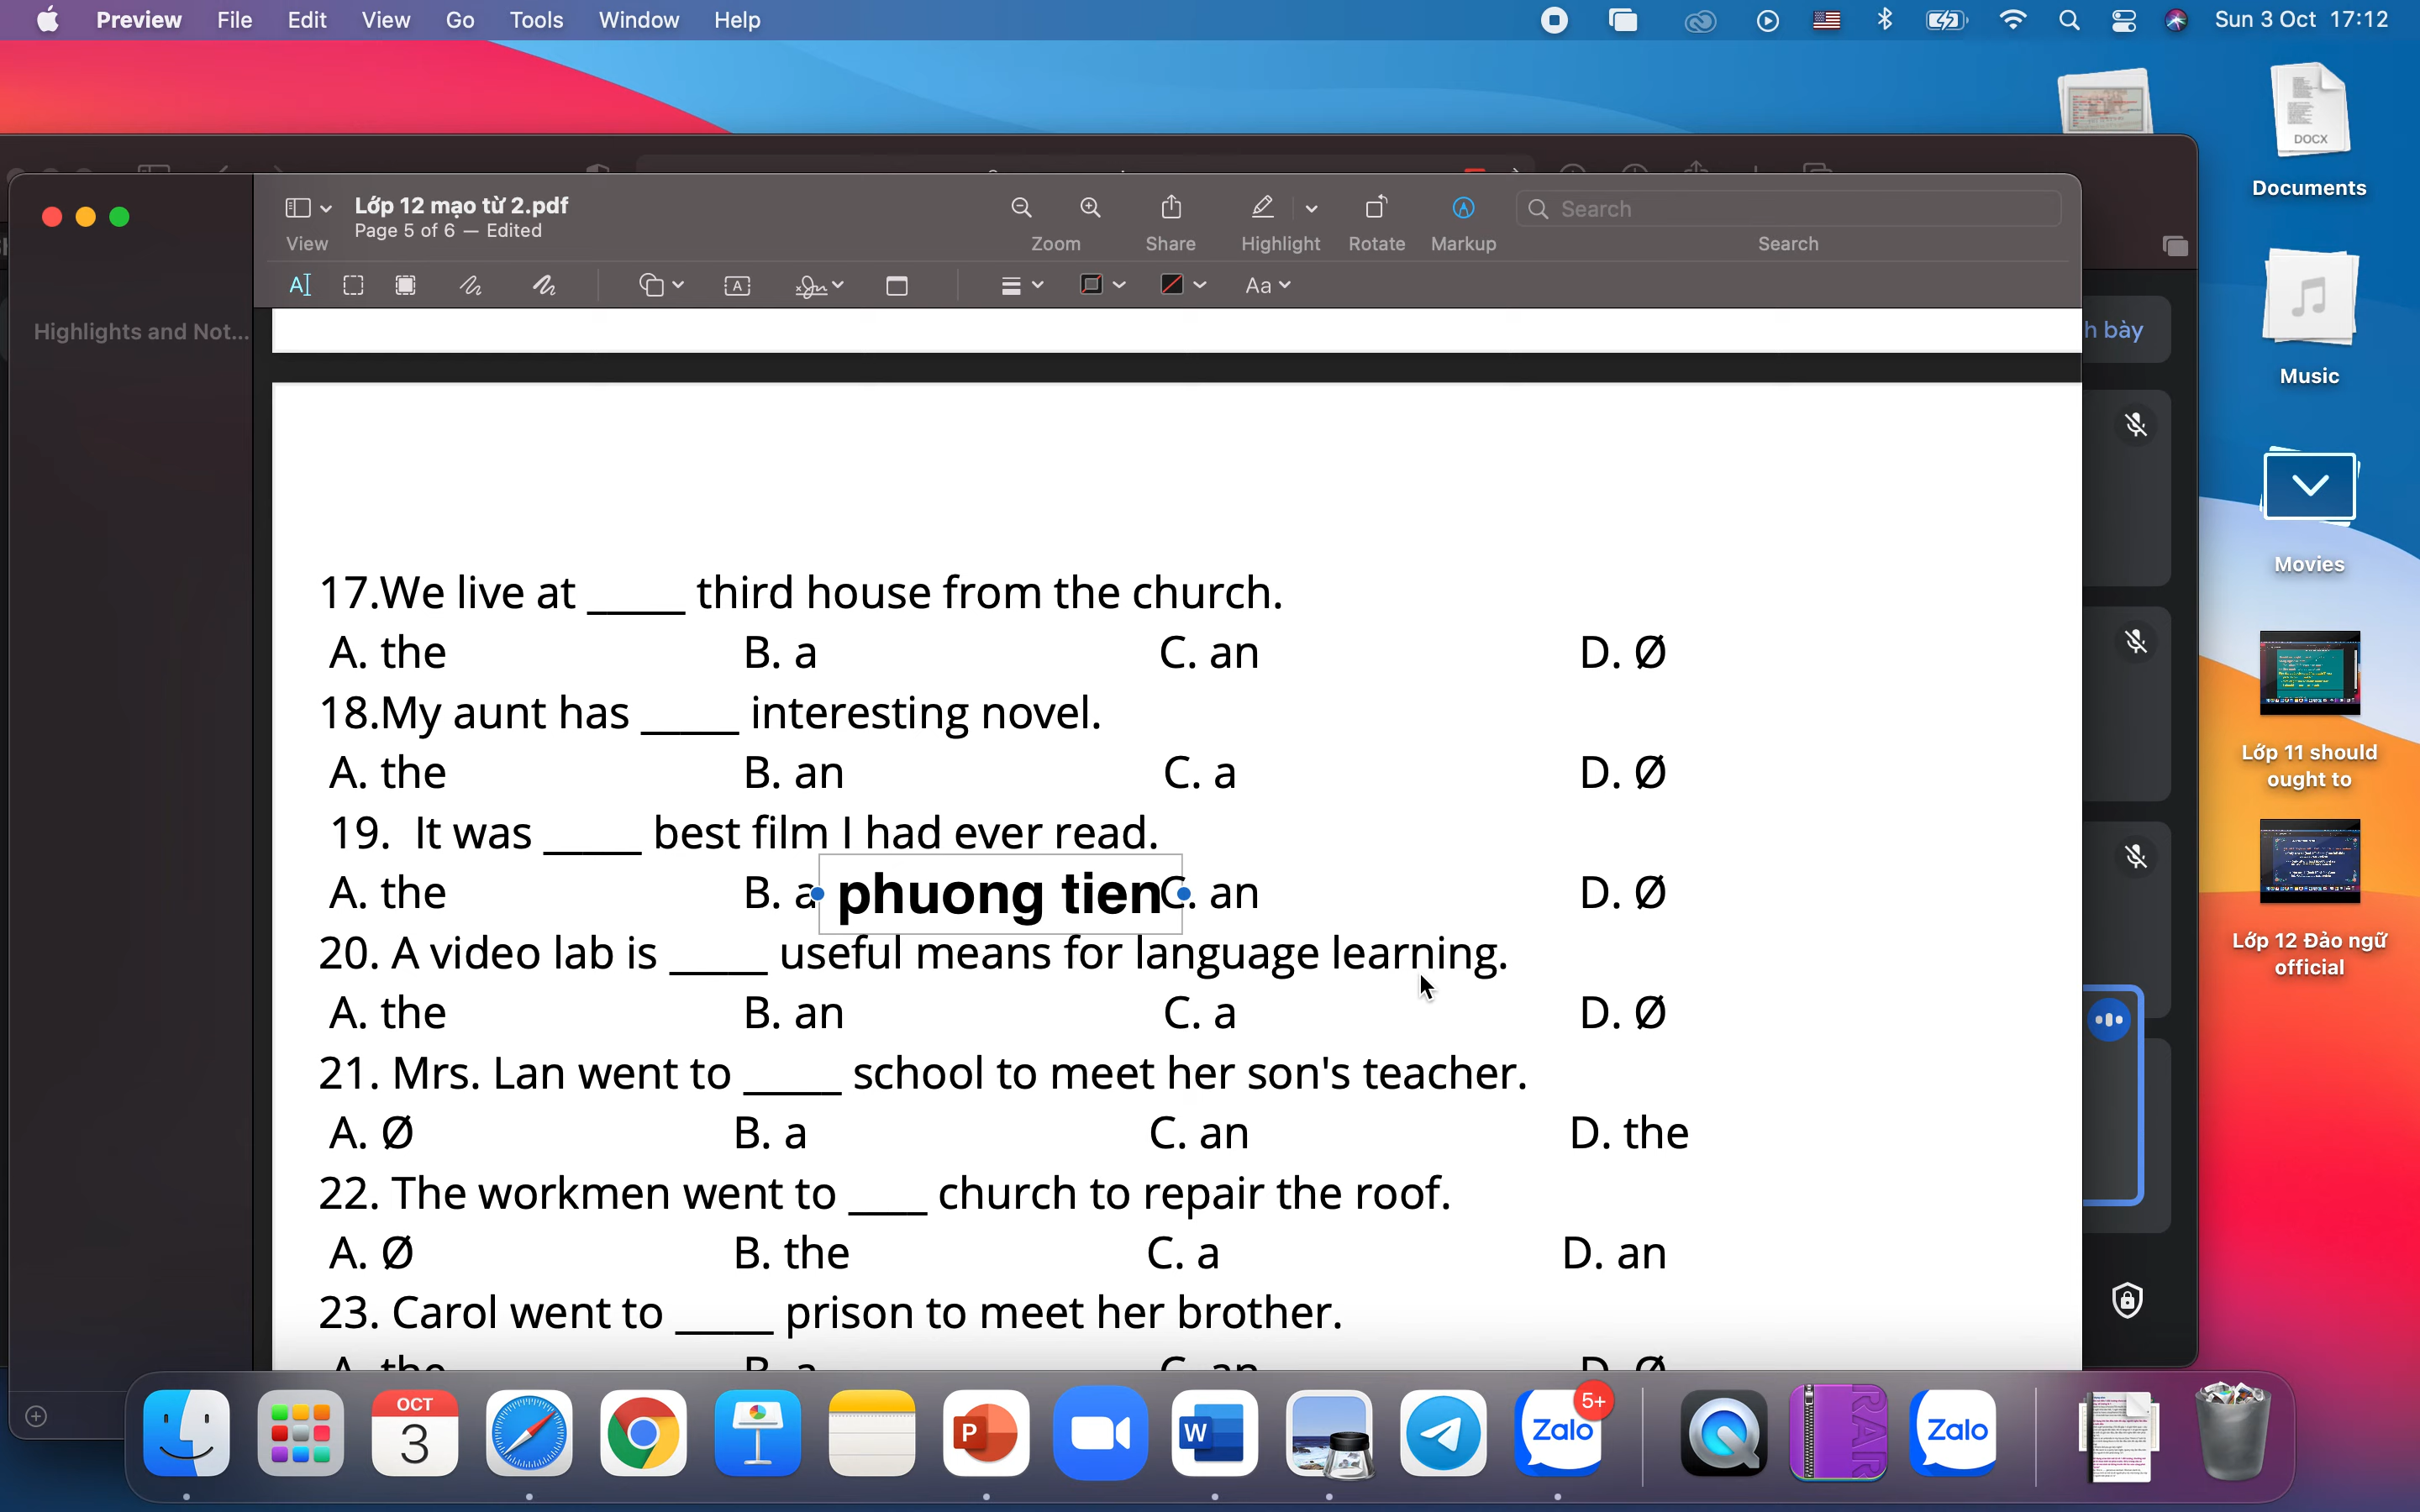 Preview File Edit View Go Tools Window Help Sun 3 Oct 17:12
Lớp 12 mạo từ 2.pdf
Page 5 of 6 — Edited
View Zoom Share Highlight Rotate Markup Search
Search
Aa
Highlights and Not...
h bày
DOCX
Documents
Music
Movies
Lớp 11 should
ought to
Lớp 12 Đảo ngữ
official
17.We live at _____ third house from the church.
A. the B. a C. an D. Ø
18.My aunt has _____ interesting novel.
A. the B. an C. a D. Ø
19. It was _____ best film I had ever read.
A. the B. a phuong tien C. an D. Ø
20. A video lab is _____ useful means for language learning.
A. the B. an C. a D. Ø
21. Mrs. Lan went to _____ school to meet her son's teacher.
A. Ø B. a C. an D. the
22. The workmen went to ____ church to repair the roof.
A. Ø B. the C. a D. an
23. Carol went to _____ prison to meet her brother.
A. the B. a C. an D. Ø
OCT
3
P
W
Zalo
5+
RAR
Zalo